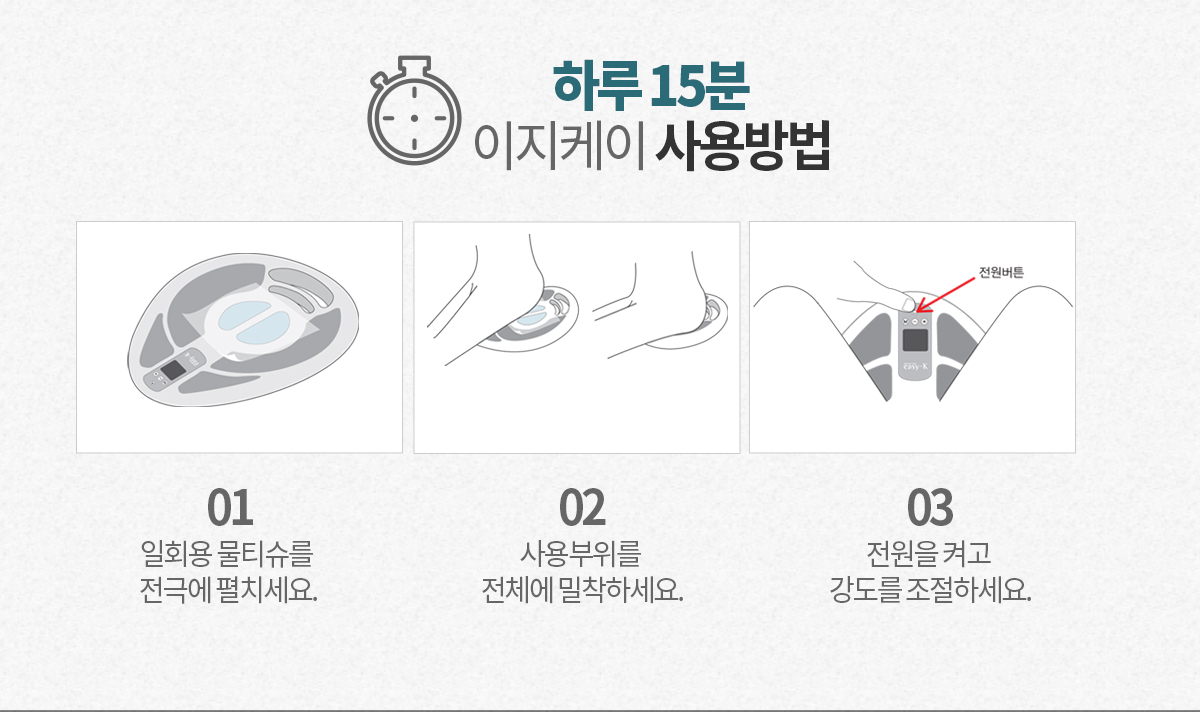 하루 15분
이지케이 사용방법
전원버튼
easy·K
01
일회용 물티슈를
전극에 펼치세요.
02
사용부위를
전체에 밀착하세요.
03
전원을 켜고
강도를 조절하세요.